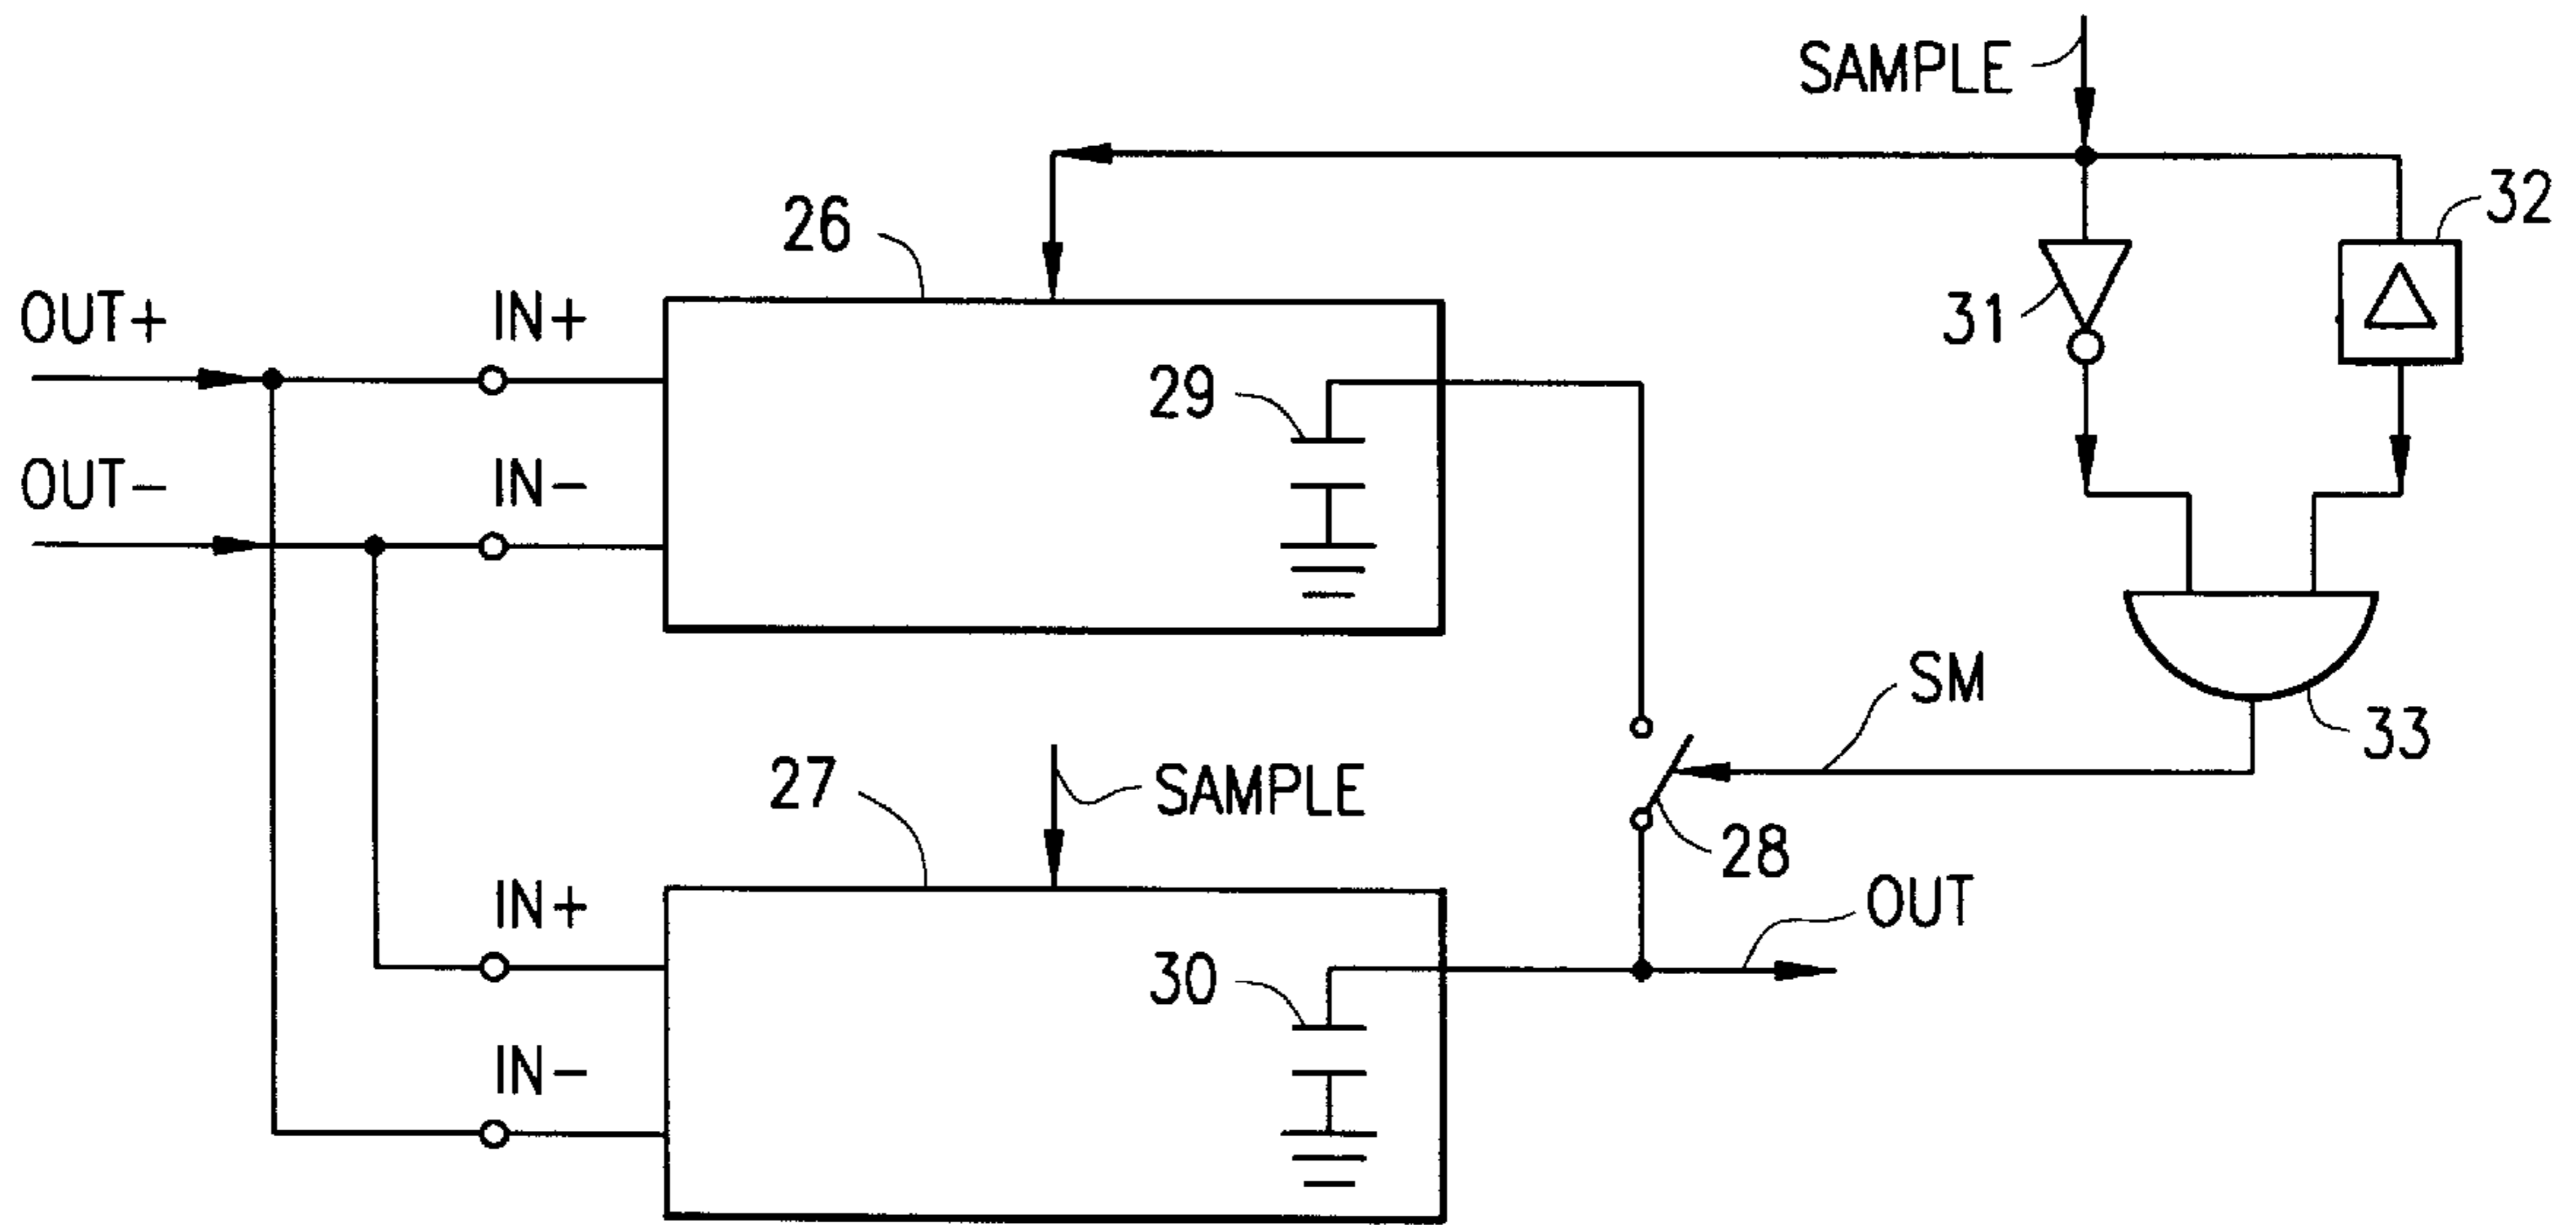 SAMPLE
32
26
31
OUT+
IN+
29
OUT-
IN-
SM
33
27
SAMPLE
28
IN+
OUT
30
IN-